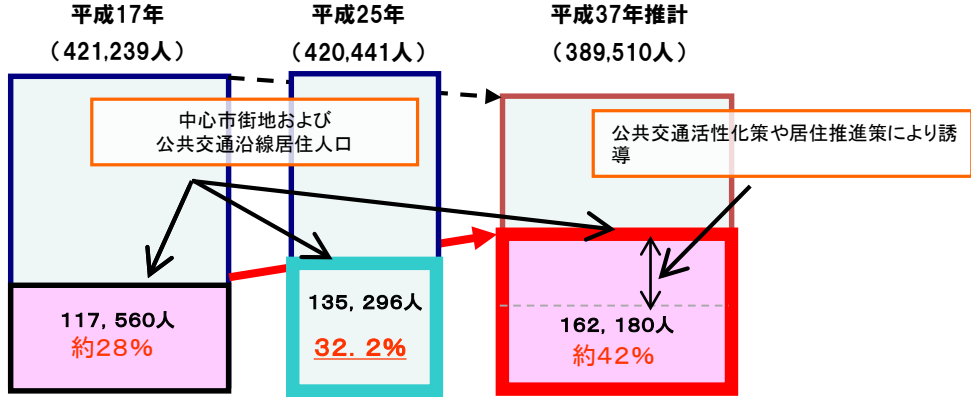 平成17年
(421,239人)
平成25年
(420,441人)
平成37年推計
(389,510人)
中心市街地および
公共交通沿線居住人口
公共交通活性化策や居住推進策により誘
導
117, 560人
約28%
135, 296人
32. 2%
162, 180人
約42%